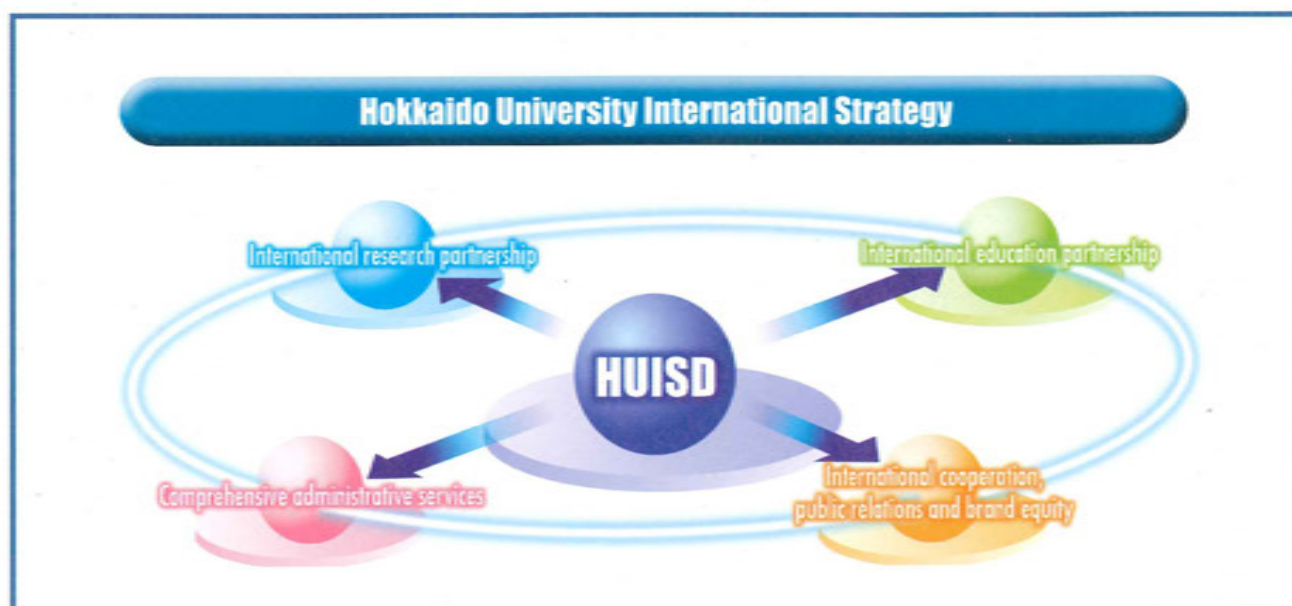 Hokkaido University International Strategy
International research partnership
International education partnership
HUISD
Comprehensive administrative services
International cooperation,
public relations and brand equity